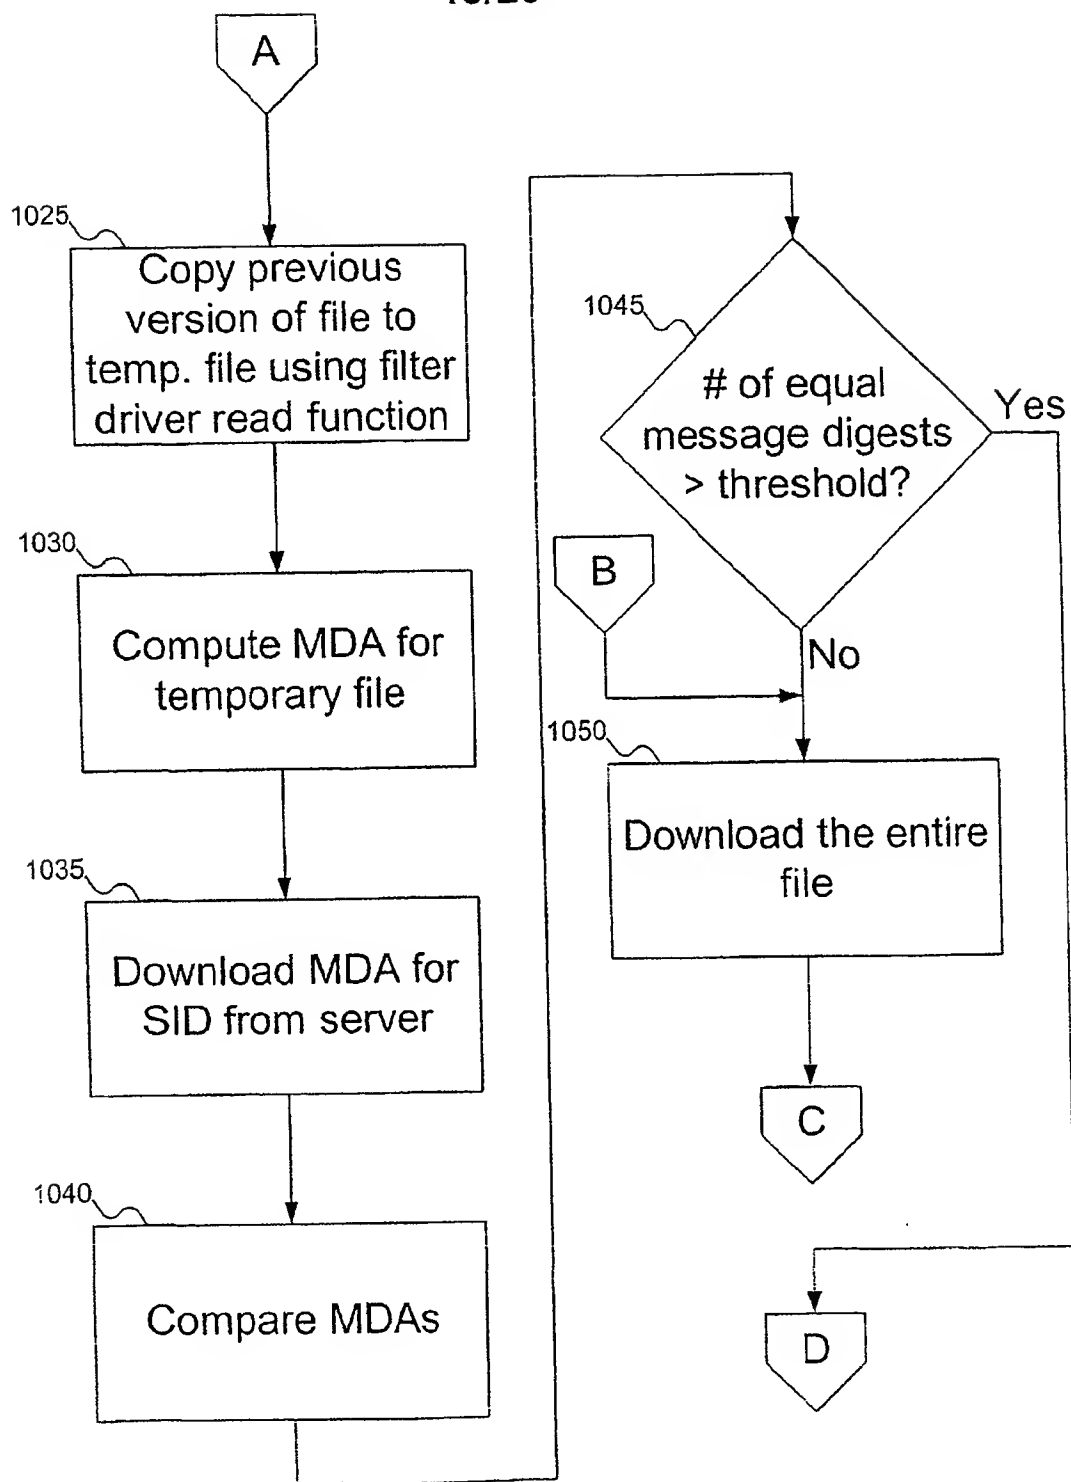 A
1025
Copy previous
version of file to
temp. file using filter
driver read function
1030
Compute MDA for
temporary file
1035
Download MDA for
SID from server
1040
Compare MDAs
1045
# of equal
message digests
> threshold?
Yes
B
No
1050
Download the entire
file
C
D